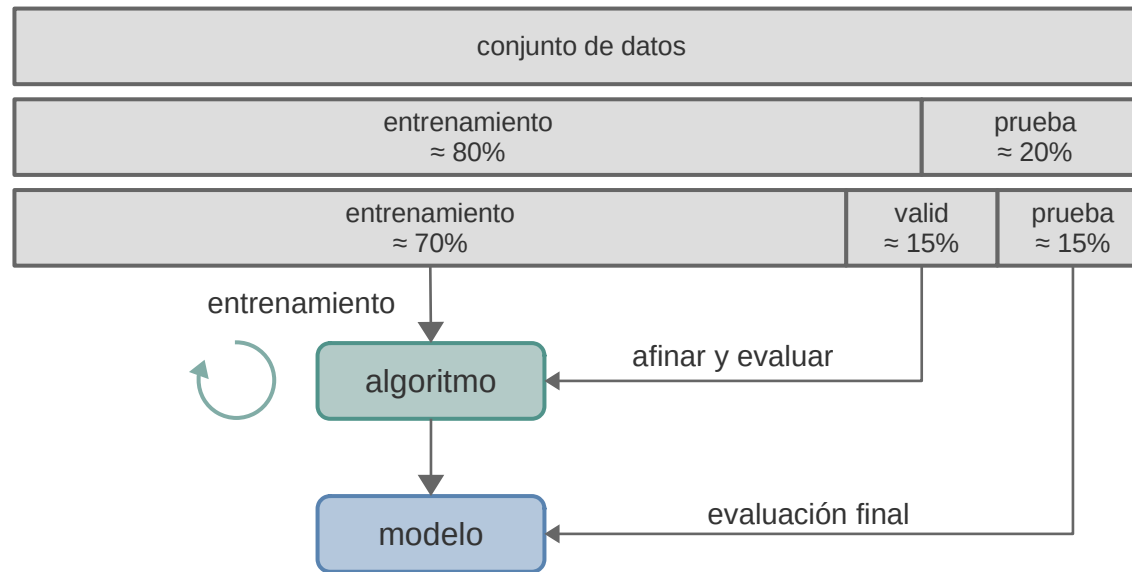 conjunto de datos
entrenamiento
≈ 80%
prueba
≈ 20%
entrenamiento
≈ 70%
valid
≈ 15%
prueba
≈ 15%
entrenamiento
afinar y evaluar
algoritmo
evaluación final
modelo